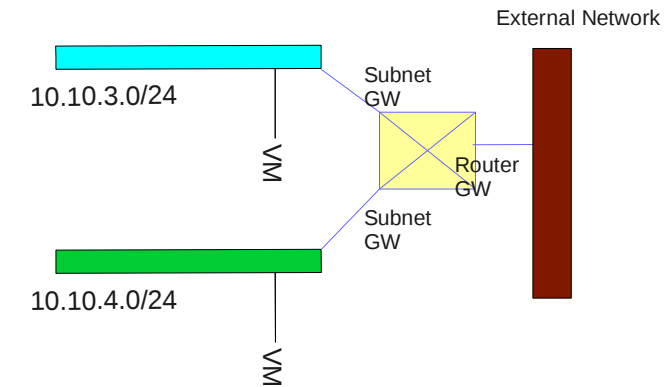 External Network
Subnet
GW
10.10.3.0/24
VM
Router
GW
Subnet
GW
10.10.4.0/24
VM